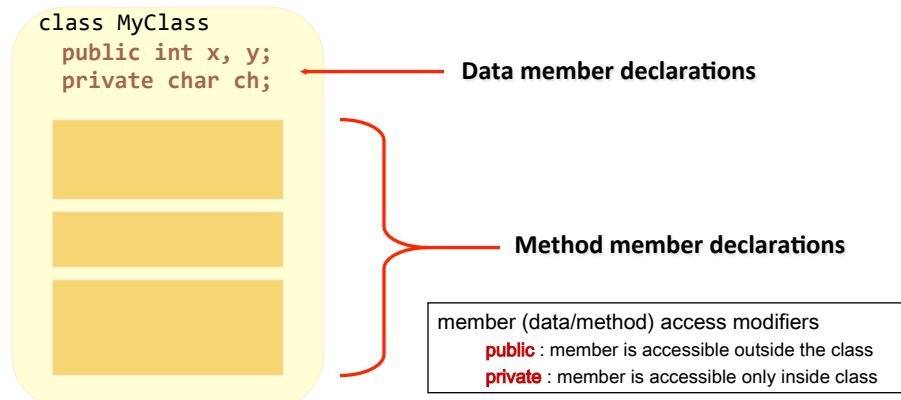 class MyClass
public int x, y;
private char ch;
Data member declarations
Method member declarations
member (data/method) access modifiers
public : member is accessible outside the class
private : member is accessible only inside class